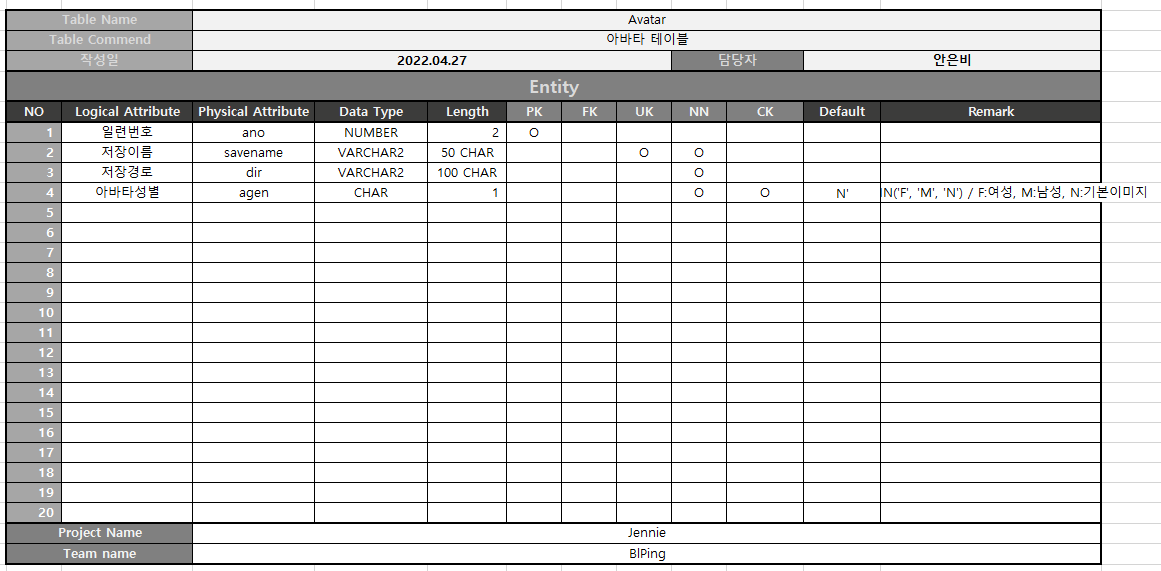 Table Name Avatar
Table Commend 아바타 테이블
작성일 2022.04.27 담당자 안은비
Entity
NO Logical Attribute Physical Attribute Data Type Length PK FK UK NN CK Default Remark
1 일련번호 ano NUMBER 2 O
2 저장이름 savename VARCHAR2 50 CHAR O O
3 저장경로 dir VARCHAR2 100 CHAR O
4 아바타성별 agen CHAR 1 O O N' IN('F', 'M', 'N') / F:여성, M:남성, N:기본이미지
5
6
7
8
9
10
11
12
13
14
15
16
17
18
19
20
Project Name Jennie
Team name BlPing